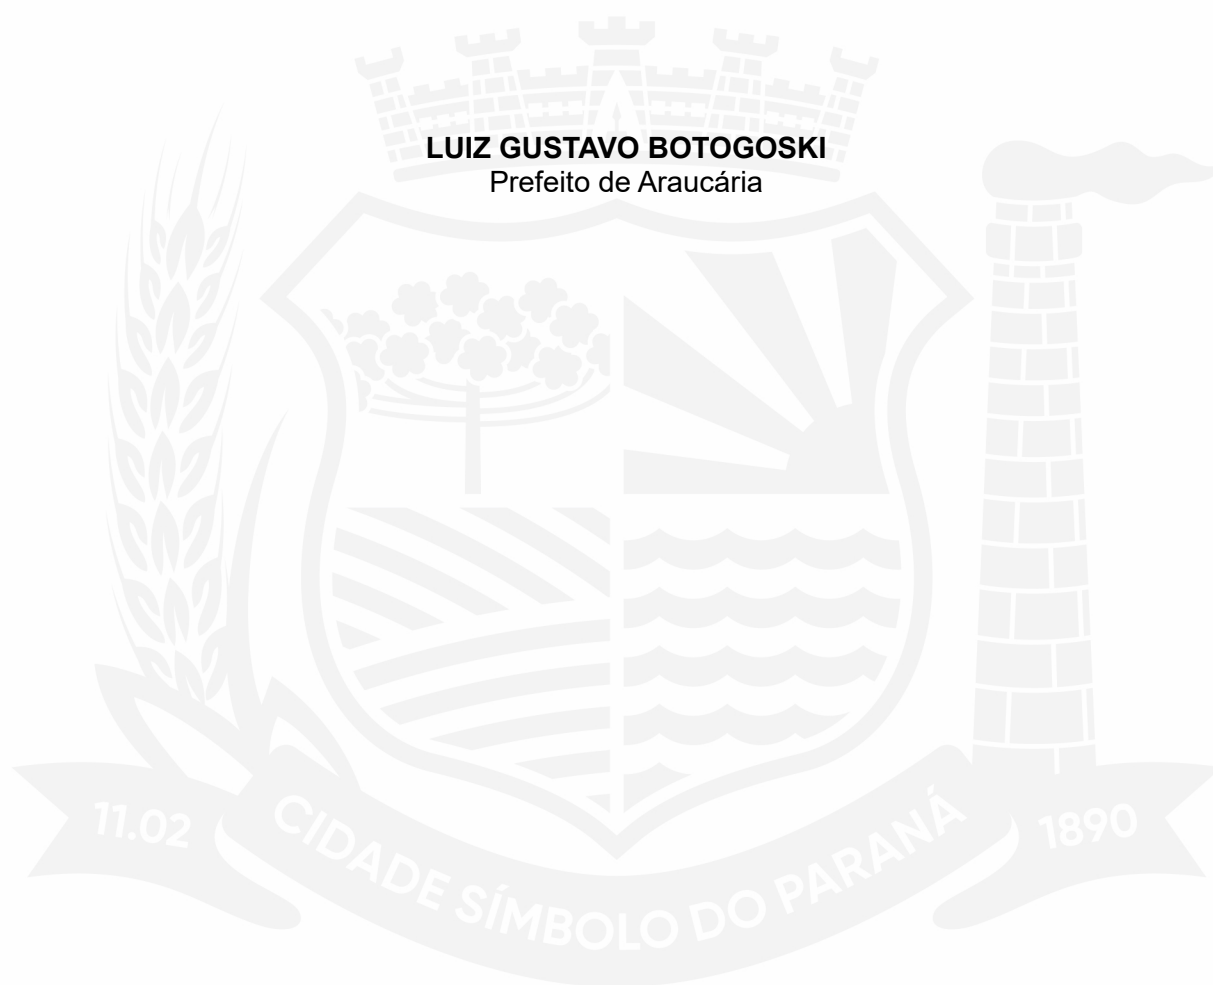 LUIZ GUSTAVO BOTOGOSKI
Prefeito de Araucária
11.02
CIDADE SÍMBOLO DO PARANÁ
1890